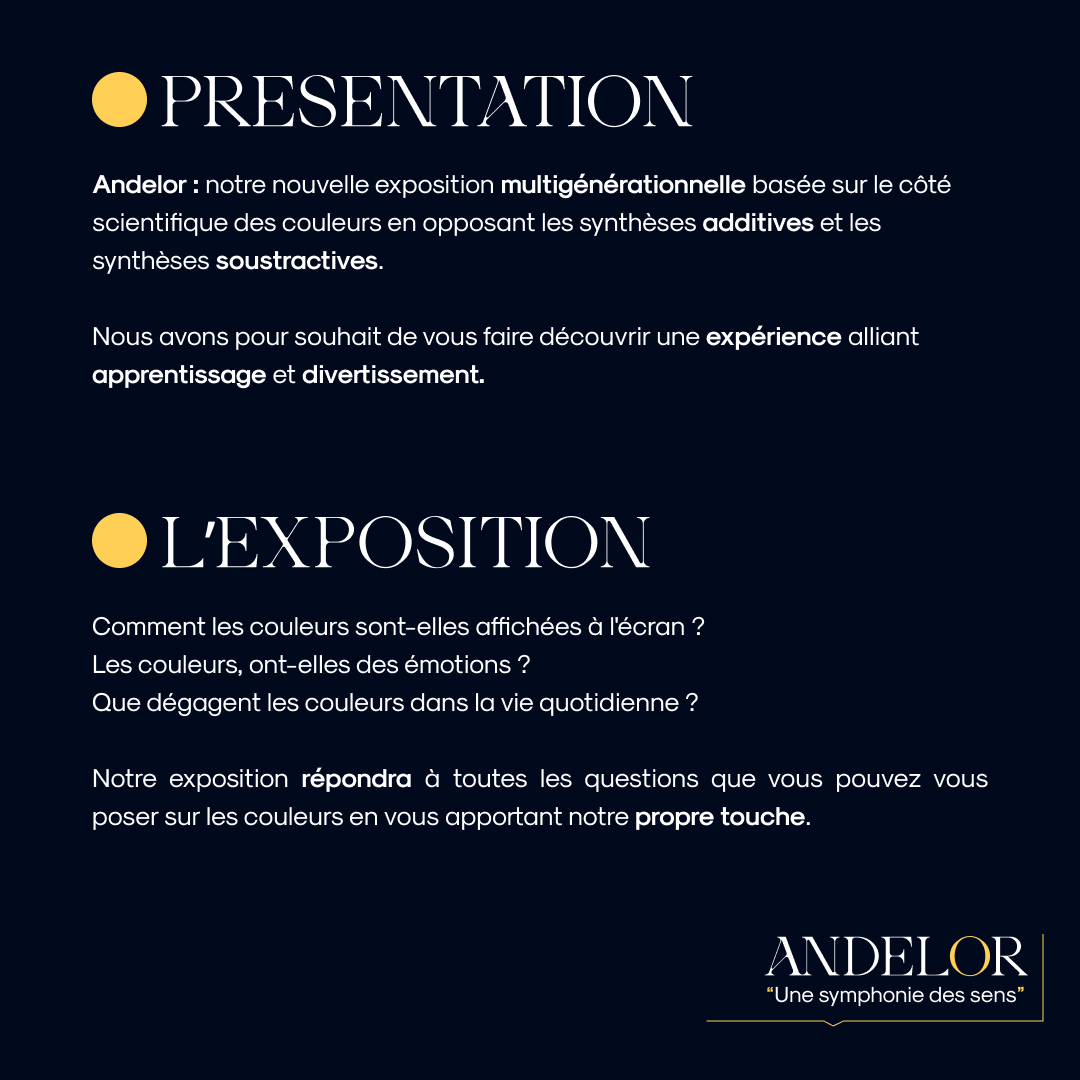 PRESENTATION
Andelor : notre nouvelle exposition multigénérationnelle basée sur le côté
scientifique des couleurs en opposant les synthèses additives et les
synthèses soustractives.
Nous avons pour souhait de vous faire découvrir une expérience alliant
apprentissage et divertissement.
L'EXPOSITION
Comment les couleurs sont-elles affichées à l'écran ?
Les couleurs, ont-elles des émotions ?
Que dégagent les couleurs dans la vie quotidienne ?
Notre exposition répondra à toutes les questions que vous pouvez vous
poser sur les couleurs en vous apportant notre propre touche.
ANDELOR
“Une symphonie des sens”